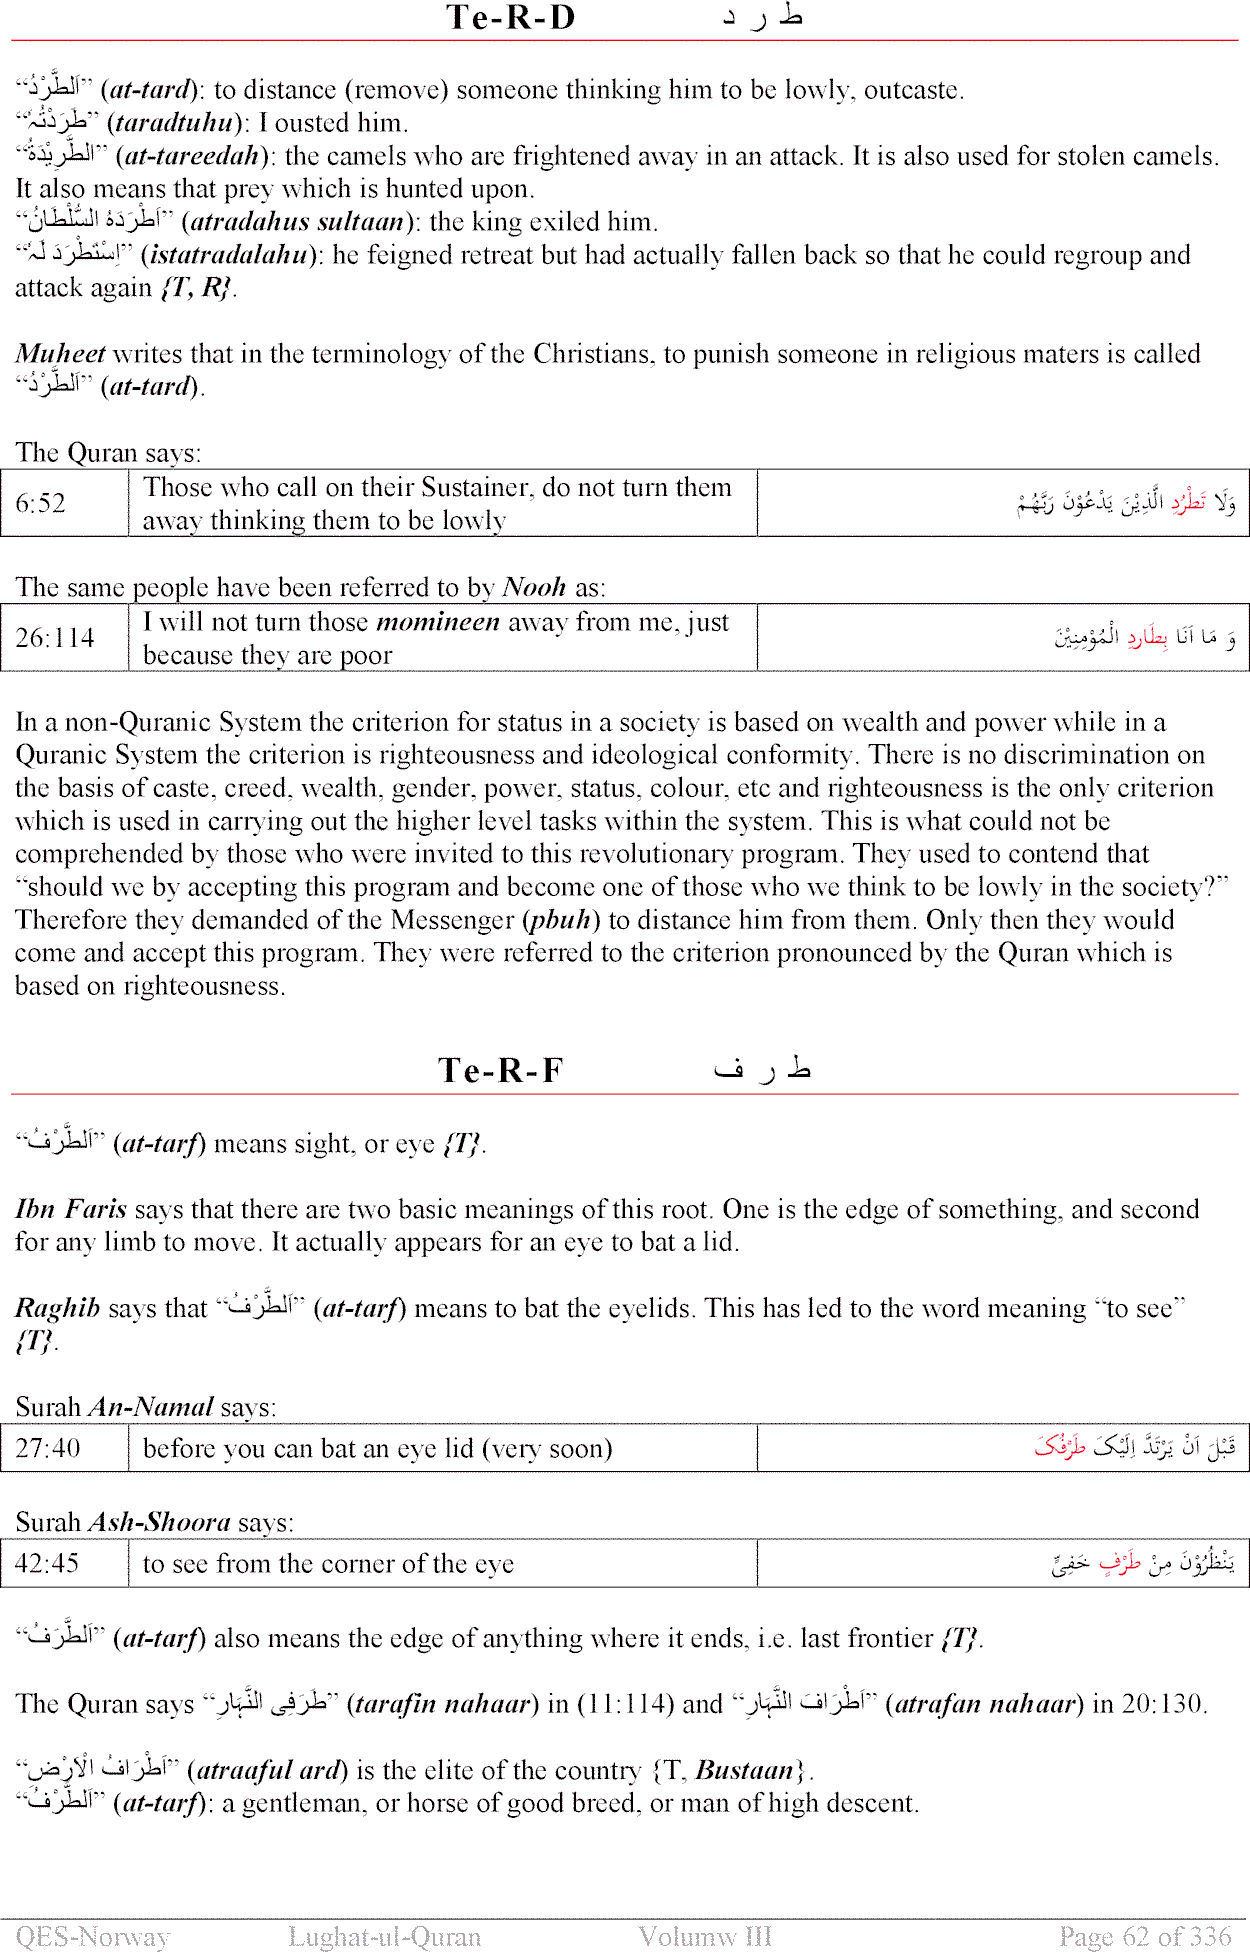 Te-R-D ط ر د
“اَلطَّرْدُ” (at-tard): to distance (remove) someone thinking him to be lowly, outcaste.
“طَرَدْتُہٗ” (taradtuhu): I ousted him.
“الطَّرِیْدَۃُ” (at-tareedah): the camels who are frightened away in an attack. It is also used for stolen camels.
It also means that prey which is hunted upon.
“اَطْرَدَہُ السُّلْطَانُ” (atradahus sultaan): the king exiled him.
“اِسْتَطْرَدَ لَہٗ” (istatradalahu): he feigned retreat but had actually fallen back so that he could regroup and
attack again {T, R}.
Muheet writes that in the terminology of the Christians, to punish someone in religious maters is called
“اَلطَّرْدُ” (at-tard).
The Quran says:
6:52 Those who call on their Sustainer, do not turn them
away thinking them to be lowly
وَلَا تَطْرُدِ الَّذِیْنَ یَدْعُوْنَ رَبَّھُمْ
The same people have been referred to by Nooh as:
26:114 I will not turn those momineen away from me, just
because they are poor
وَ مَا اَنَا بِطَارِدِ الْمُوْمِنِیْنَ
In a non-Quranic System the criterion for status in a society is based on wealth and power while in a
Quranic System the criterion is righteousness and ideological conformity. There is no discrimination on
the basis of caste, creed, wealth, gender, power, status, colour, etc and righteousness is the only criterion
which is used in carrying out the higher level tasks within the system. This is what could not be
comprehended by those who were invited to this revolutionary program. They used to contend that
“should we by accepting this program and become one of those who we think to be lowly in the society?”
Therefore they demanded of the Messenger (pbuh) to distance him from them. Only then they would
come and accept this program. They were referred to the criterion pronounced by the Quran which is
based on righteousness.
Te-R-F ط ر ف
“اَلطَّرْفُ” (at-tarf) means sight, or eye {T}.
Ibn Faris says that there are two basic meanings of this root. One is the edge of something, and second
for any limb to move. It actually appears for an eye to bat a lid.
Raghib says that “اَلطَّرْفُ” (at-tarf) means to bat the eyelids. This has led to the word meaning “to see”
{T}.
Surah An-Namal says:
27:40 before you can bat an eye lid (very soon) قَبْلَ اَنْ یَرْتَدَّ اِلَیْکَ طَرْفُکَ
Surah Ash-Shoora says:
42:45 to see from the corner of the eye یَنْظُرُوْنَ مِنْ طَرْفٍ خَفِیٍّ
“اَلطَّرَفُ” (at-tarf) also means the edge of anything where it ends, i.e. last frontier {T}.
The Quran says “طَرَفِی النَّہَارِ” (tarafin nahaar) in (11:114) and “اَطْرَافَ النَّہَارِ” (atrafan nahaar) in 20:130.
“اَطْرَافُ الْاَرْضِ” (atraaful ard) is the elite of the country {T, Bustaan}.
“اَلطَّرْفُ” (at-tarf): a gentleman, or horse of good breed, or man of high descent.
QES-Norway Lughat-ul-Quran Volumw III Page 62 of 336